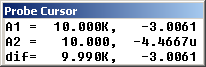 Probe Cursor
A1 = 10.000K, -3.0061
A2 = 10.000, -4.4667u
dif= 9.990K, -3.0061